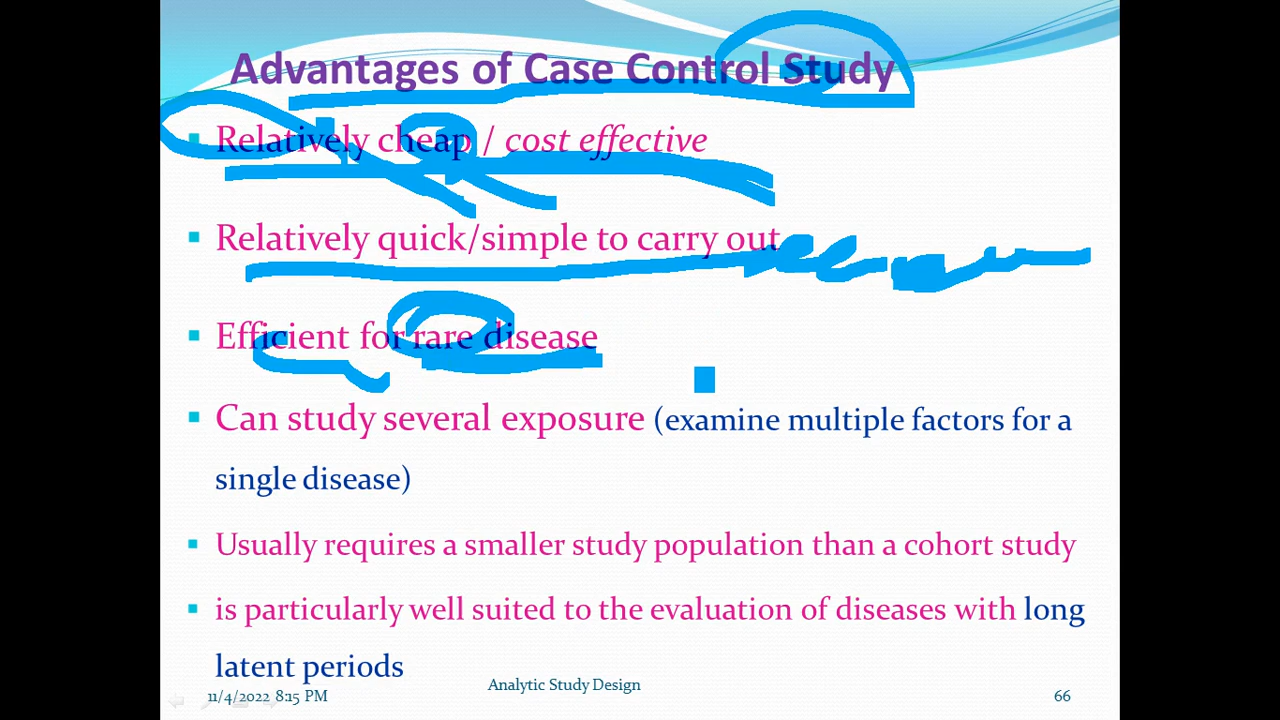 Advantages of Case Control Study
▪ Relatively cheap / cost effective
▪ Relatively quick/simple to carry out
▪ Efficient for rare disease
▪ Can study several exposure (examine multiple factors for a
single disease)
▪ Usually requires a smaller study population than a cohort study
▪ is particularly well suited to the evaluation of diseases with long
latent periods
11/4/2022 8:15 PM
Analytic Study Design
66